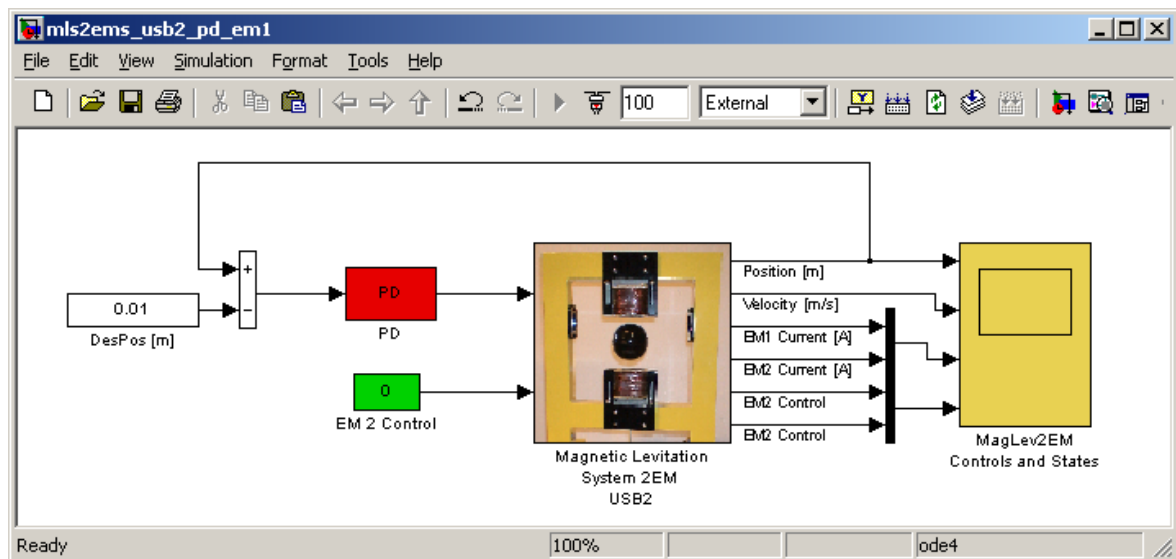 mls2ems_usb2_pd_em1
File Edit View Simulation Format Tools Help
100 External
Position [m]
Velocity [m/s]
EM1 Current [A]
EM2 Current [A]
EM2 Control
EM2 Control
+
−
0.01
DesPos [m]
PD
PD
0
EM 2 Control
Magnetic Levitation
System 2EM
USB2
MagLev2EM
Controls and States
Ready 100% ode4